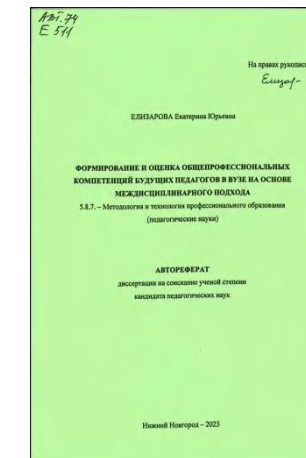 АВТ.74
Е 511
На правах рукописи
ЕЛИЗАРОВА Екатерина Юрьевна
ФОРМИРОВАНИЕ И ОЦЕНКА ОБЩЕПРОФЕССИОНАЛЬНЫХ
КОМПЕТЕНЦИЙ БУДУЩИХ ПЕДАГОГОВ В ВУЗЕ НА ОСНОВЕ
МЕЖДИСЦИПЛИНАРНОГО ПОДХОДА
5.8.7. – Методология и технология профессионального образования
(педагогические науки)
АВТОРЕФЕРАТ
диссертации на соискание ученой степени
кандидата педагогических наук
Нижний Новгород – 2023